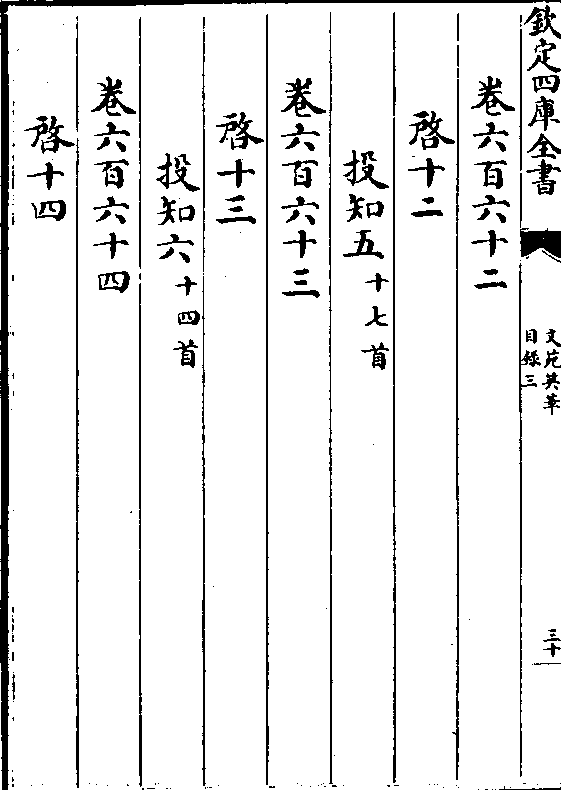 欽定四庫全書
文苑英華
目録三
三十
卷六百六十二
啓十二
投知五十七首
卷六百六十三
啓十三
投知六十四首
卷六百六十四
啓十四